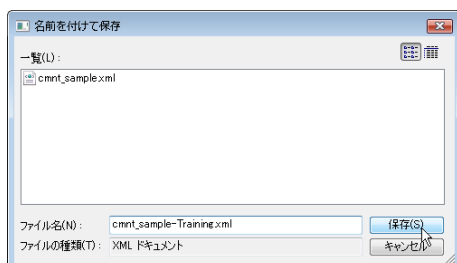 名前を付けて保存
一覧(L):
cmnt_sample.xml
ファイル名(N): cmnt_sample-Training.xml 保存(S)
ファイルの種類(T): XML ドキュメント キャンセル